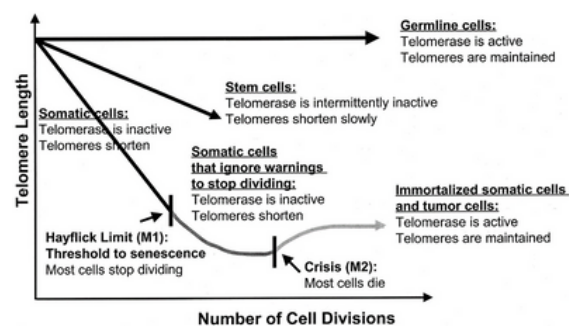 Germline cells:
Telomerase is active
Telomeres are maintained
Stem cells:
Telomerase is intermittently inactive
Telomeres shorten slowly
Somatic cells:
Telomerase is inactive
Telomeres shorten
Somatic cells
that ignore warnings
to stop dividing:
Telomerase is inactive
Telomeres shorten
Immortalized somatic cells
and tumor cells:
Telomerase is active
Telomeres are maintained
Hayflick Limit (M1):
Threshold to senescence
Most cells stop dividing
Crisis (M2):
Most cells die
Telomere Length
Number of Cell Divisions